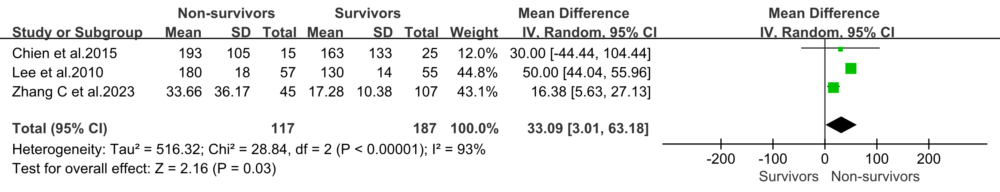 Non-survivors Survivors Mean Difference Mean Difference
Study or Subgroup Mean SD Total Mean SD Total Weight IV, Random, 95% CI IV, Random, 95% CI
Chien et al.2015 193 105 15 163 133 25 12.0% 30.00 [-44.44, 104.44]
Lee et al.2010 180 18 57 130 14 55 44.8% 50.00 [44.04, 55.96]
Zhang C et al.2023 33.66 36.17 45 17.28 10.38 107 43.1% 16.38 [5.63, 27.13]
Total (95% CI) 117 187 100.0% 33.09 [3.01, 63.18]
Heterogeneity: Tau² = 516.32; Chi² = 28.84, df = 2 (P < 0.00001); I² = 93%
Test for overall effect: Z = 2.16 (P = 0.03)
-200 -100 0 100 200
Survivors Non-survivors